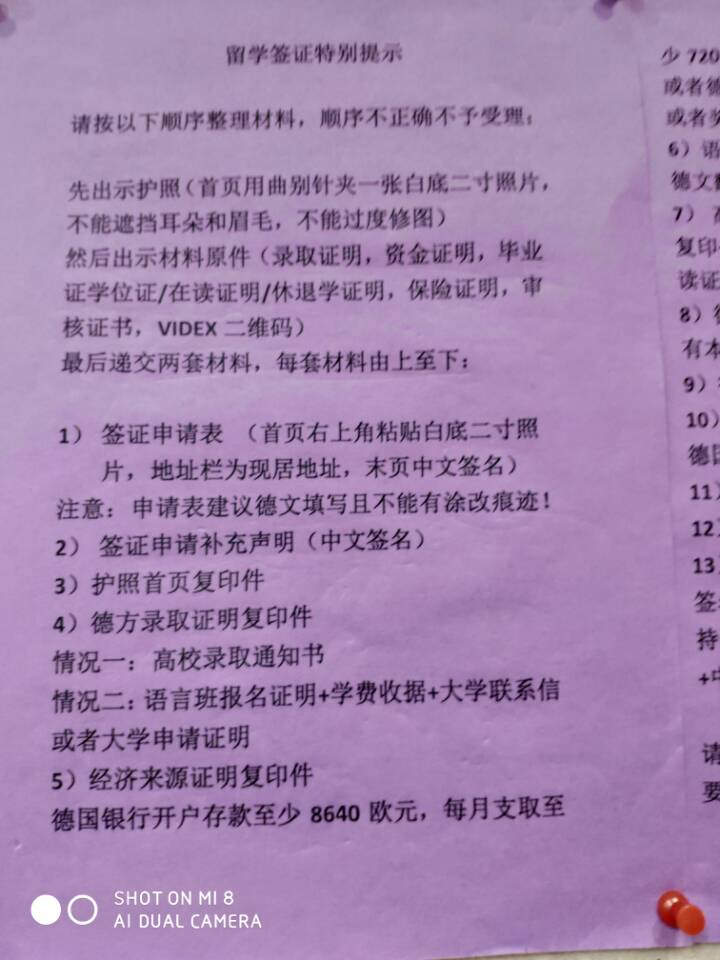 留学签证特别提示
请按以下顺序整理材料，顺序不正确不予受理：
先出示护照（首页用曲别针夹一张白底二寸照片，
不能遮挡耳朵和眉毛，不能过度修图）
然后出示材料原件（录取证明，资金证明，毕业
证学位证/在读证明/休退学证明，保险证明，审
核证书，VIDEX 二维码）
最后递交两套材料，每套材料由上至下：
1） 签证申请表 （首页右上角粘贴白底二寸照
片，地址栏为现居地址，末页中文签名）
注意：申请表建议德文填写且不能有涂改痕迹！
2） 签证申请补充声明（中文签名）
3）护照首页复印件
4）德方录取证明复印件
情况一：高校录取通知书
情况二：语言班报名证明+学费收据+大学联系信
或者大学申请证明
5）经济来源证明复印件
德国银行开户存款至少 8640 欧元，每月支取至
少 720
或者德
或者
6）语
德文
7）
复印
读证
8）
有本
9）
10）
德国
11）
12
13
签
持
+中
请
要
SHOT ON MI 8
AI DUAL CAMERA